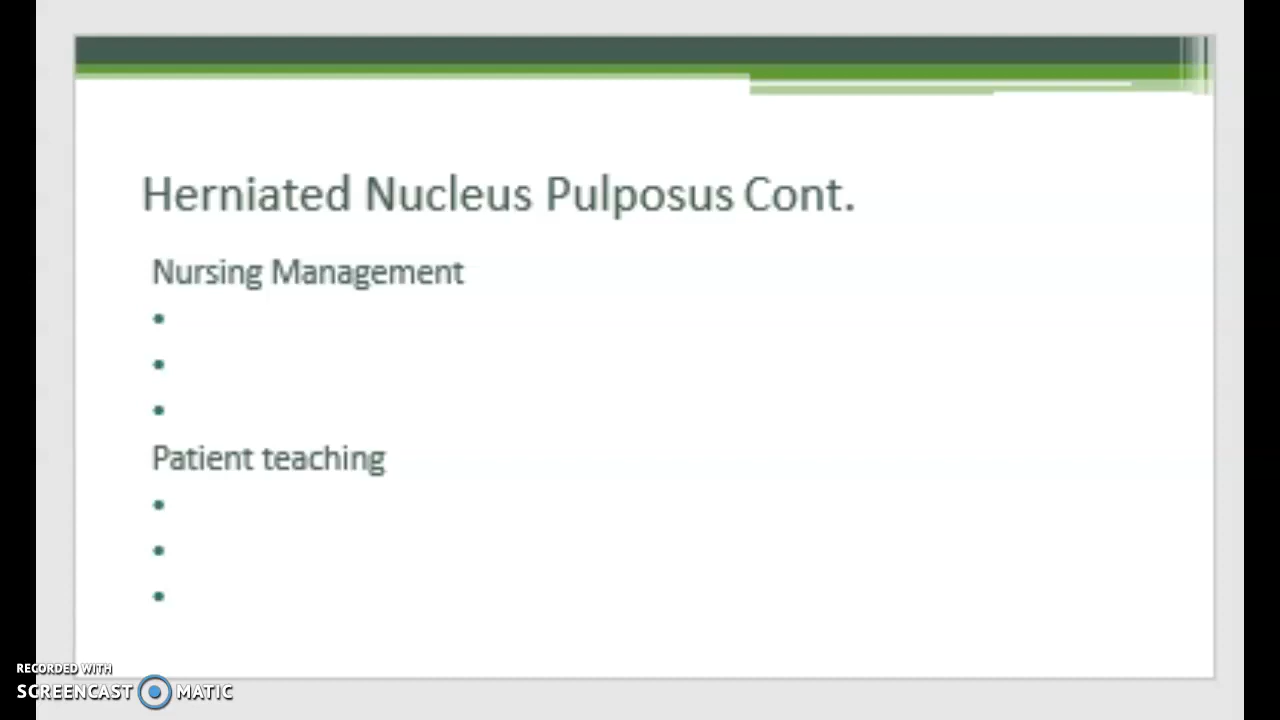 Herniated Nucleus Pulposus Cont.
Nursing Management
•
•
•
Patient teaching
•
•
•
RECORDED WITH
SCREENCAST MATIC